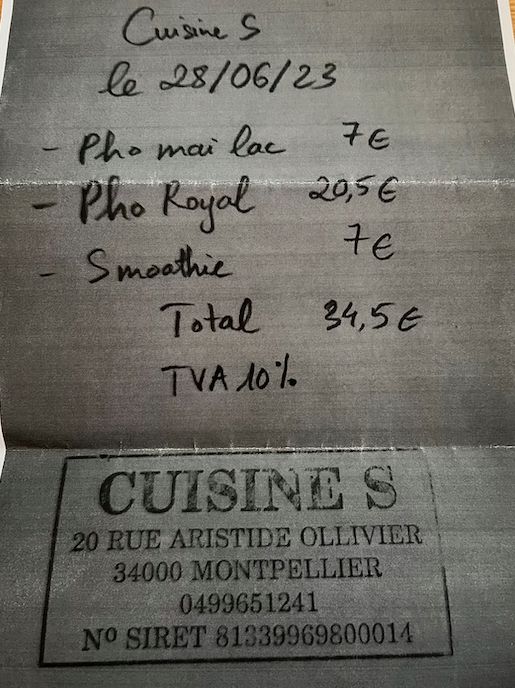 Cuisine S
le 28/06/23
- Pho mai lac 7€
- Pho Royal 20,5€
- Smoothie 7€
Total 34,5€
TVA 10%
CUISINE S
20 RUE ARISTIDE OLLIVIER
34000 MONTPELLIER
0499651241
Nº SIRET 81339969800014